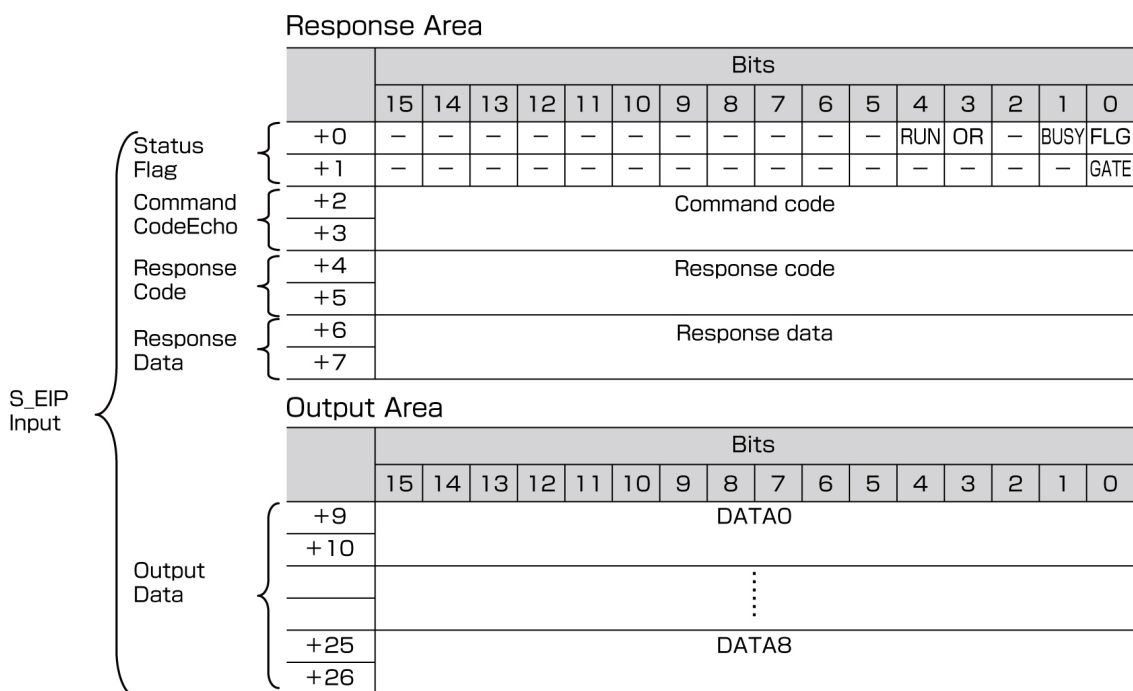 Response Area
Bits
15 14 13 12 11 10 9 8 7 6 5 4 3 2 1 0
Status Flag
+0 − − − − − − − − − − − RUN OR − BUSY FLG
+1 − − − − − − − − − − − − − − − GATE
Command CodeEcho
+2 Command code
+3
Response Code
+4 Response code
+5
Response Data
+6 Response data
+7
S_EIP Input
Output Area
Bits
15 14 13 12 11 10 9 8 7 6 5 4 3 2 1 0
+9 DATA0
+10
Output Data
+25 DATA8
+26